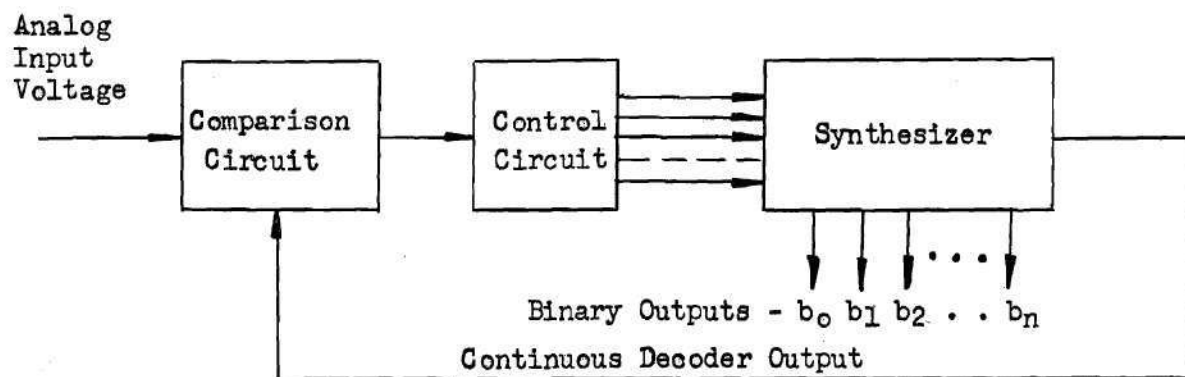 Analog
Input
Voltage
Comparison
Circuit
Control
Circuit
Synthesizer
Binary Outputs - b₀ b₁ b₂ . . bₙ
Continuous Decoder Output